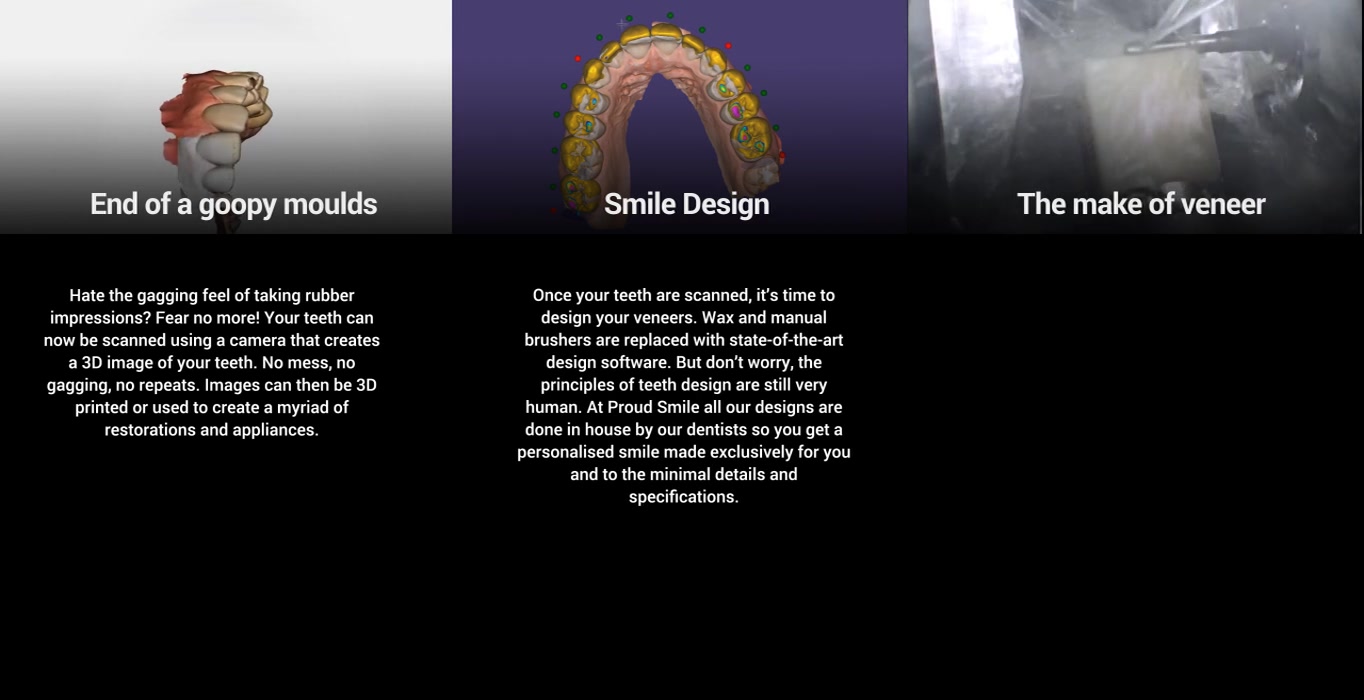 End of a goopy moulds
Smile Design
The make of veneer
Hate the gagging feel of taking rubber
impressions? Fear no more! Your teeth can
now be scanned using a camera that creates
a 3D image of your teeth. No mess, no
gagging, no repeats. Images can then be 3D
printed or used to create a myriad of
restorations and appliances.
Once your teeth are scanned, it’s time to
design your veneers. Wax and manual
brushers are replaced with state-of-the-art
design software. But don’t worry, the
principles of teeth design are still very
human. At Proud Smile all our designs are
done in house by our dentists so you get a
personalised smile made exclusively for you
and to the minimal details and
specifications.